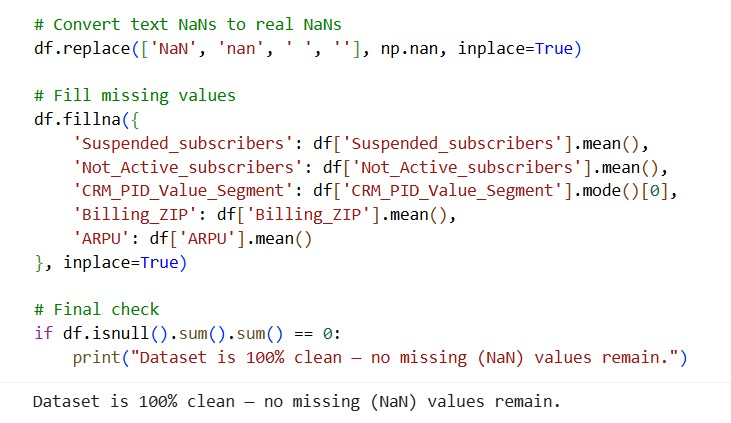 # Convert text NaNs to real NaNs
df.replace(['NaN', 'nan', ' ', ''], np.nan, inplace=True)
# Fill missing values
df.fillna({
    'Suspended_subscribers': df['Suspended_subscribers'].mean(),
    'Not_Active_subscribers': df['Not_Active_subscribers'].mean(),
    'CRM_PID_Value_Segment': df['CRM_PID_Value_Segment'].mode()[0],
    'Billing_ZIP': df['Billing_ZIP'].mean(),
    'ARPU': df['ARPU'].mean()
}, inplace=True)
# Final check
if df.isnull().sum().sum() == 0:
    print("Dataset is 100% clean — no missing (NaN) values remain.")
Dataset is 100% clean — no missing (NaN) values remain.